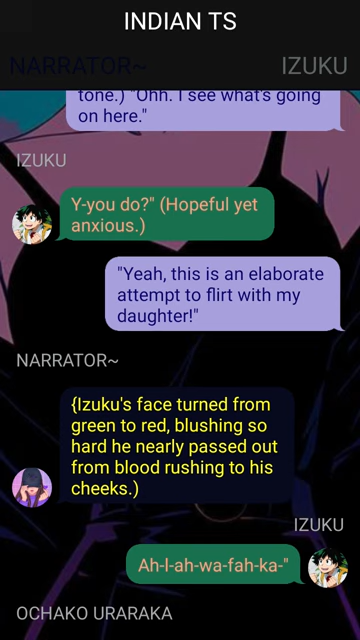 INDIAN TS
NARRATOR~
IZUKU
tone.) "Ohh. I see what's going
on here."
IZUKU
Y-you do?" (Hopeful yet
anxious.)
"Yeah, this is an elaborate
attempt to flirt with my
daughter!"
NARRATOR~
{Izuku's face turned from
green to red, blushing so
hard he nearly passed out
from blood rushing to his
cheeks.)
IZUKU
Ah-I-ah-wa-fah-ka-"
OCHAKO URARAKA